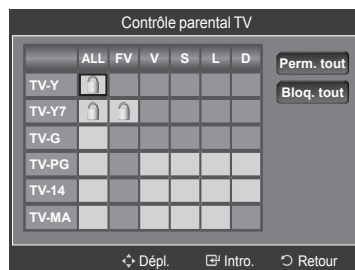 Contrôle parental TV
ALL FV V S L D
Perm. tout
TV-Y
Bloq. tout
TV-Y7
TV-G
TV-PG
TV-14
TV-MA
Dépl. Intro. Retour